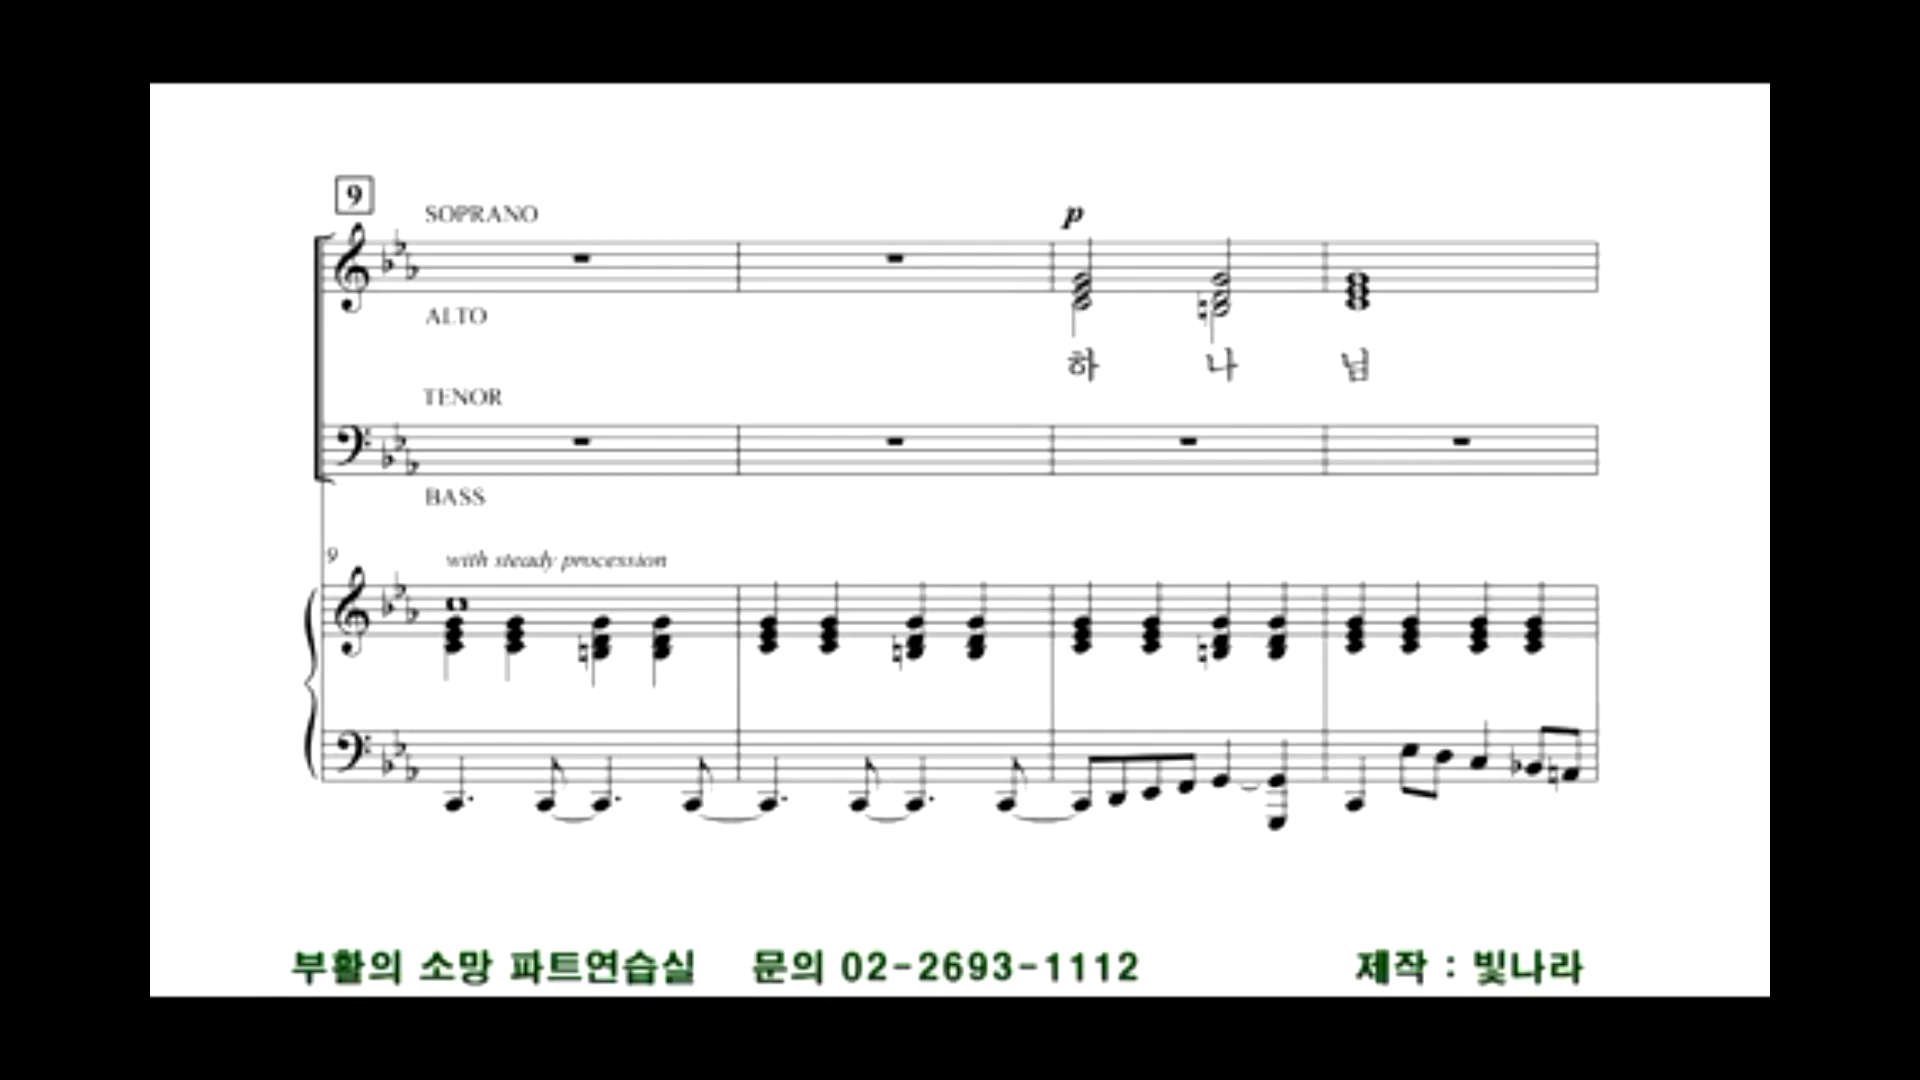 9
SOPRANO
p
ALTO
하 나 님
TENOR
BASS
9
with steady procession
부활의 소망 파트연습실 문의 02-2693-1112 제작 : 빛나라